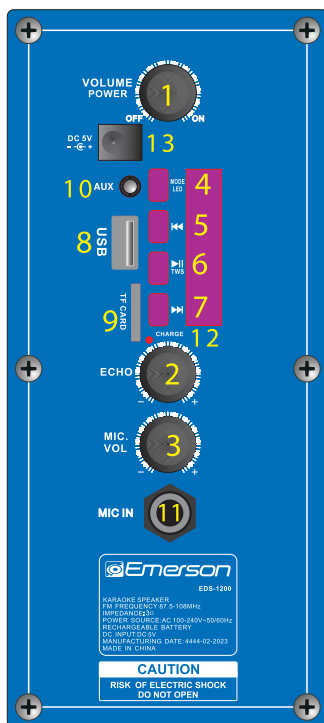 VOLUME
POWER
1
OFF
ON
DC 5V
- +
13
10 AUX
MODE
LED
4
5
USB
8
TWS
6
TF CARD
9
7
CHARGE
12
ECHO
2
- +
MIC.
VOL
3
- +
MIC IN
11
Emerson
EDS-1200
KARAOKE SPEAKER
FM FREQUENCY:87.5-108MHz
IMPEDANCE:3Ω
POWER SOURCE:AC 100-240V~50/60Hz
RECHARGEABLE BATTERY
DC INPUT:DC 5V
MANUFACTURING DATE:4444-02-2023
MADE IN CHINA
CAUTION
RISK OF ELECTRIC SHOCK
DO NOT OPEN